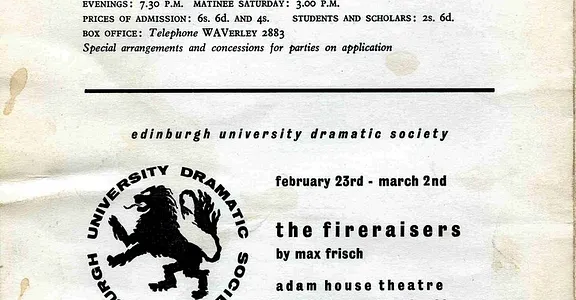 EVENINGS: 7.30 P.M. MATINEE SATURDAY: 3.00 P.M.
PRICES OF ADMISSION: 6s. 6d. AND 4s. STUDENTS AND SCHOLARS: 2s. 6d.
BOX OFFICE: Telephone WAVerley 2883
Special arrangements and concessions for parties on application
edinburgh university dramatic society
UNIVERSITY DRAMATIC
february 23rd - march 2nd
the fireraisers
by max frisch
adam house theatre